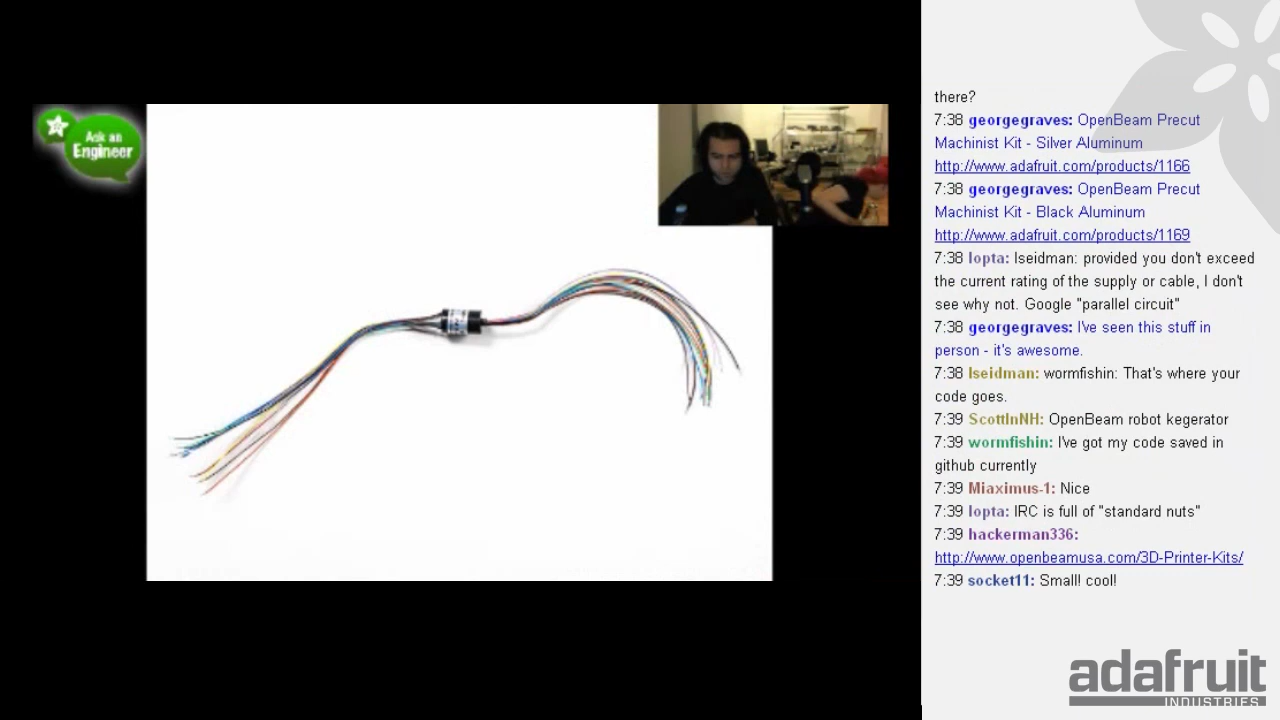 Ask an
Engineer
there?
7:38 georgegraves: OpenBeam Precut
Machinist Kit - Silver Aluminum
http://www.adafruit.com/products/1166
7:38 georgegraves: OpenBeam Precut
Machinist Kit - Black Aluminum
http://www.adafruit.com/products/1169
7:38 lopta: lseidman: provided you don't exceed
the current rating of the supply or cable, I don't
see why not. Google "parallel circuit"
7:38 georgegraves: I've seen this stuff in
person - it's awesome.
7:38 lseidman: wormfishin: That's where your
code goes.
7:39 ScottInNH: OpenBeam robot kegerator
7:39 wormfishin: I've got my code saved in
github currently
7:39 Miaximus-1: Nice
7:39 lopta: IRC is full of "standard nuts"
7:39 hackerman336:
http://www.openbeamusa.com/3D-Printer-Kits/
7:39 socket11: Small! cool!
adafruit
INDUSTRIES